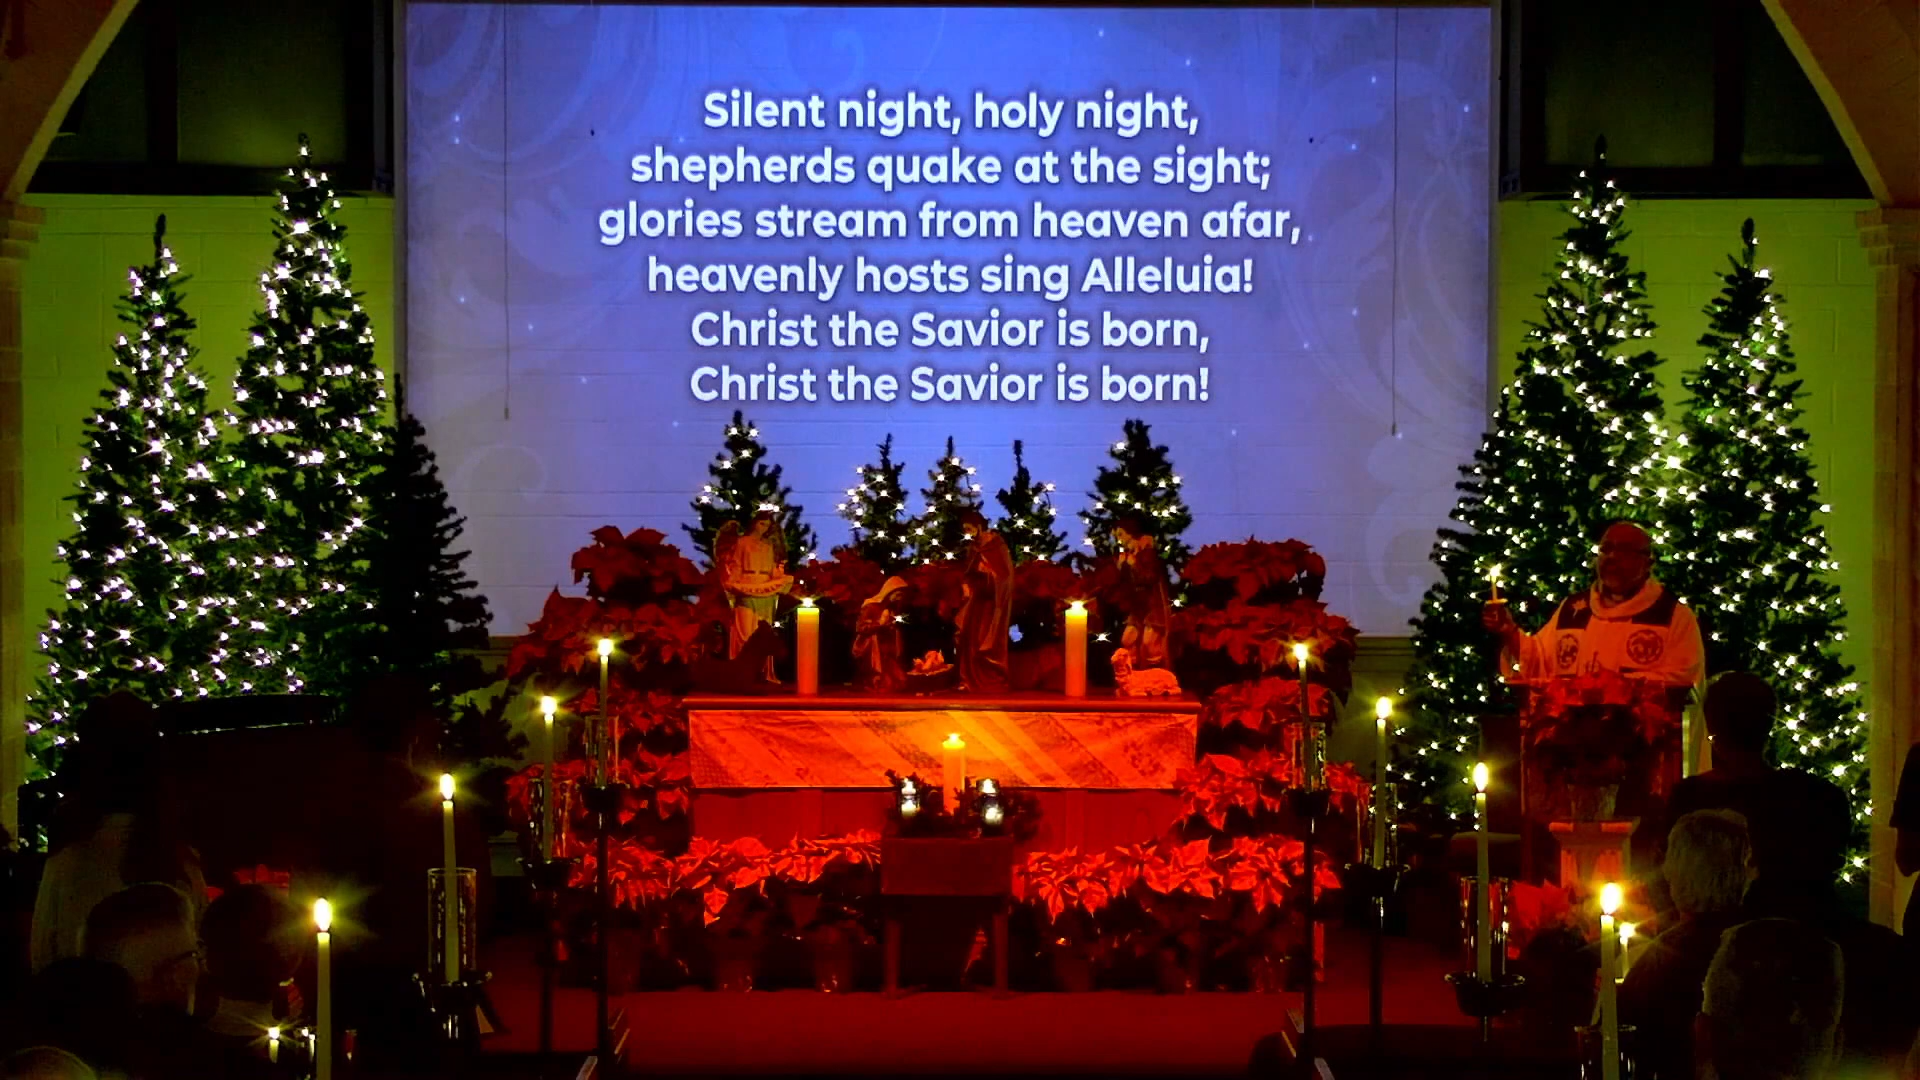 Silent night, holy night,
shepherds quake at the sight;
glories stream from heaven afar,
heavenly hosts sing Alleluia!
Christ the Savior is born,
Christ the Savior is born!